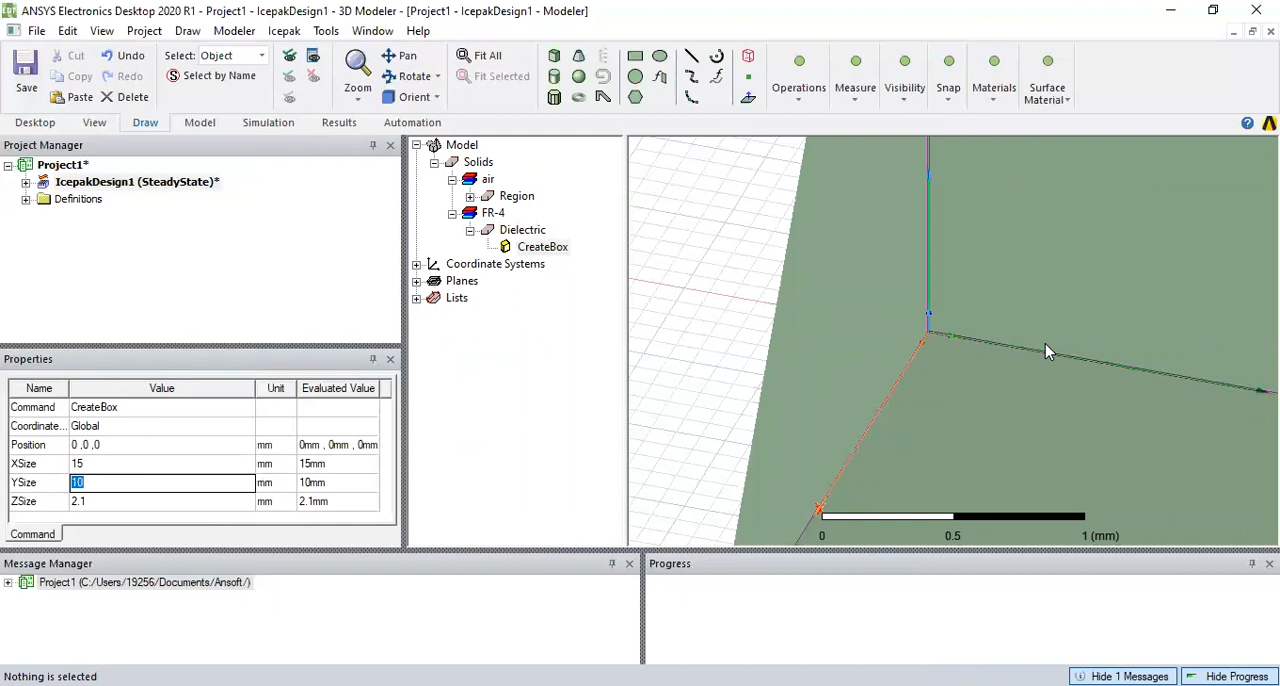 ANSYS Electronics Desktop 2020 R1 - Project1 - IcepakDesign1 - 3D Modeler - [Project1 - IcepakDesign1 - Modeler]
File Edit View Project Draw Modeler Icepak Tools Window Help
Save
Cut Undo
Copy Redo
Paste Delete
Select: Object
Select by Name
Zoom
Pan
Rotate
Orient
Fit All
Fit Selected
Operations Measure Visibility Snap Materials Surface
Material
Desktop View Draw Model Simulation Results Automation
Project Manager
Project1*
IcepakDesign1 (SteadyState)*
Definitions
Model
Solids
air
Region
FR-4
Dielectric
CreateBox
Coordinate Systems
Planes
Lists
Properties
Name Value Unit Evaluated Value
Command CreateBox
Coordinate... Global
Position 0 ,0 ,0 mm 0mm , 0mm , 0mm
XSize 15 mm 15mm
YSize 10 mm 10mm
ZSize 2.1 mm 2.1mm
Command
0 0.5 1 (mm)
Message Manager
Project1 (C:/Users/19256/Documents/Ansoft/)
Progress
Nothing is selected
Hide 1 Messages Hide Progress